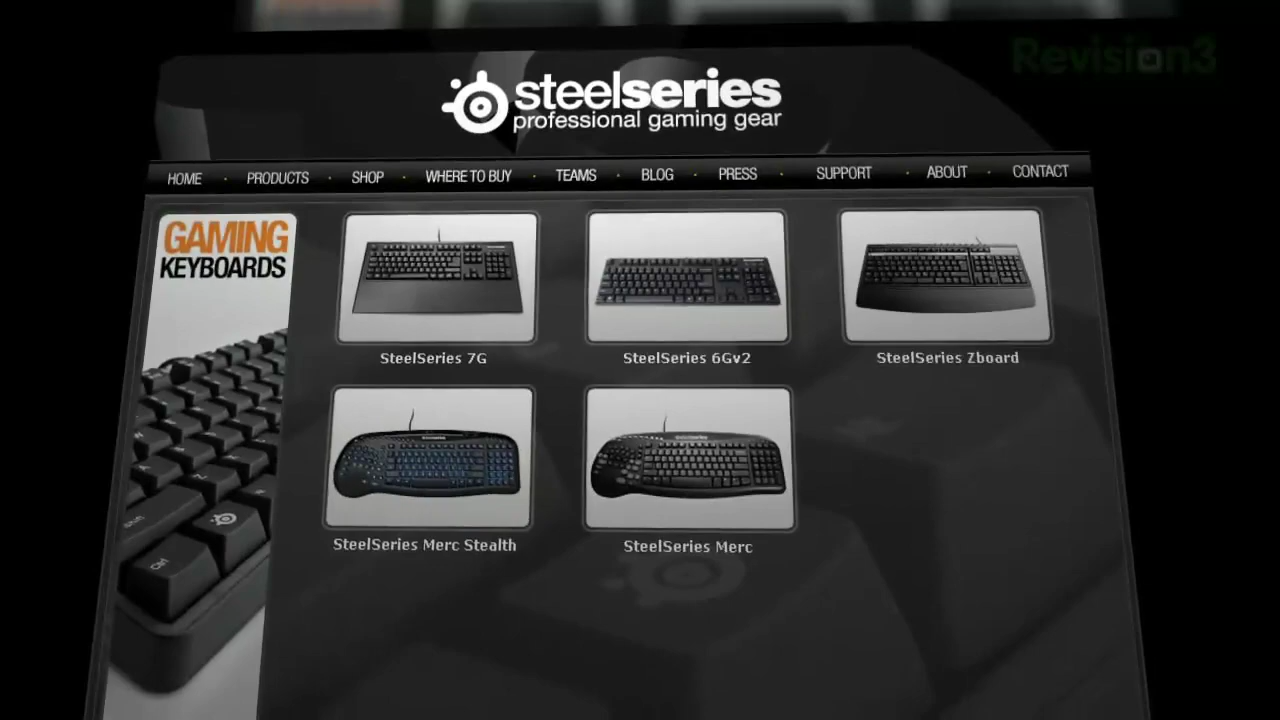 Revision3
steelseries
professional gaming gear
HOME · PRODUCTS · SHOP · WHERE TO BUY · TEAMS · BLOG · PRESS · SUPPORT · ABOUT · CONTACT
GAMING
KEYBOARDS
SteelSeries 7G
SteelSeries 6Gv2
SteelSeries Zboard
SteelSeries Merc Stealth
SteelSeries Merc
Ctrl